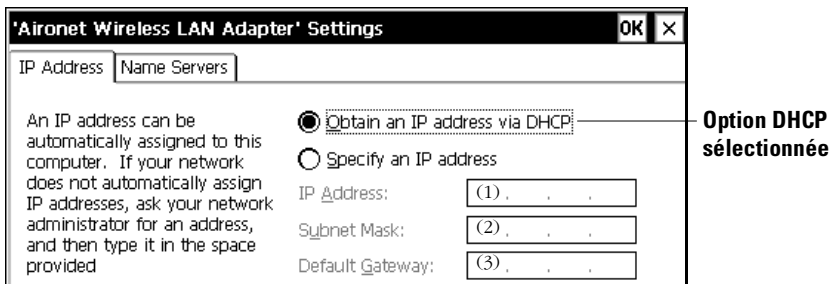 'Aironet Wireless LAN Adapter' Settings OK ×
IP Address Name Servers
An IP address can be
automatically assigned to this
computer. If your network
does not automatically assign
IP addresses, ask your network
administrator for an address,
and then type it in the space
provided
Obtain an IP address via DHCP
Specify an IP address
IP Address: (1) . . .
Subnet Mask: (2) . . .
Default Gateway: (3) . . .
Option DHCP
sélectionnée